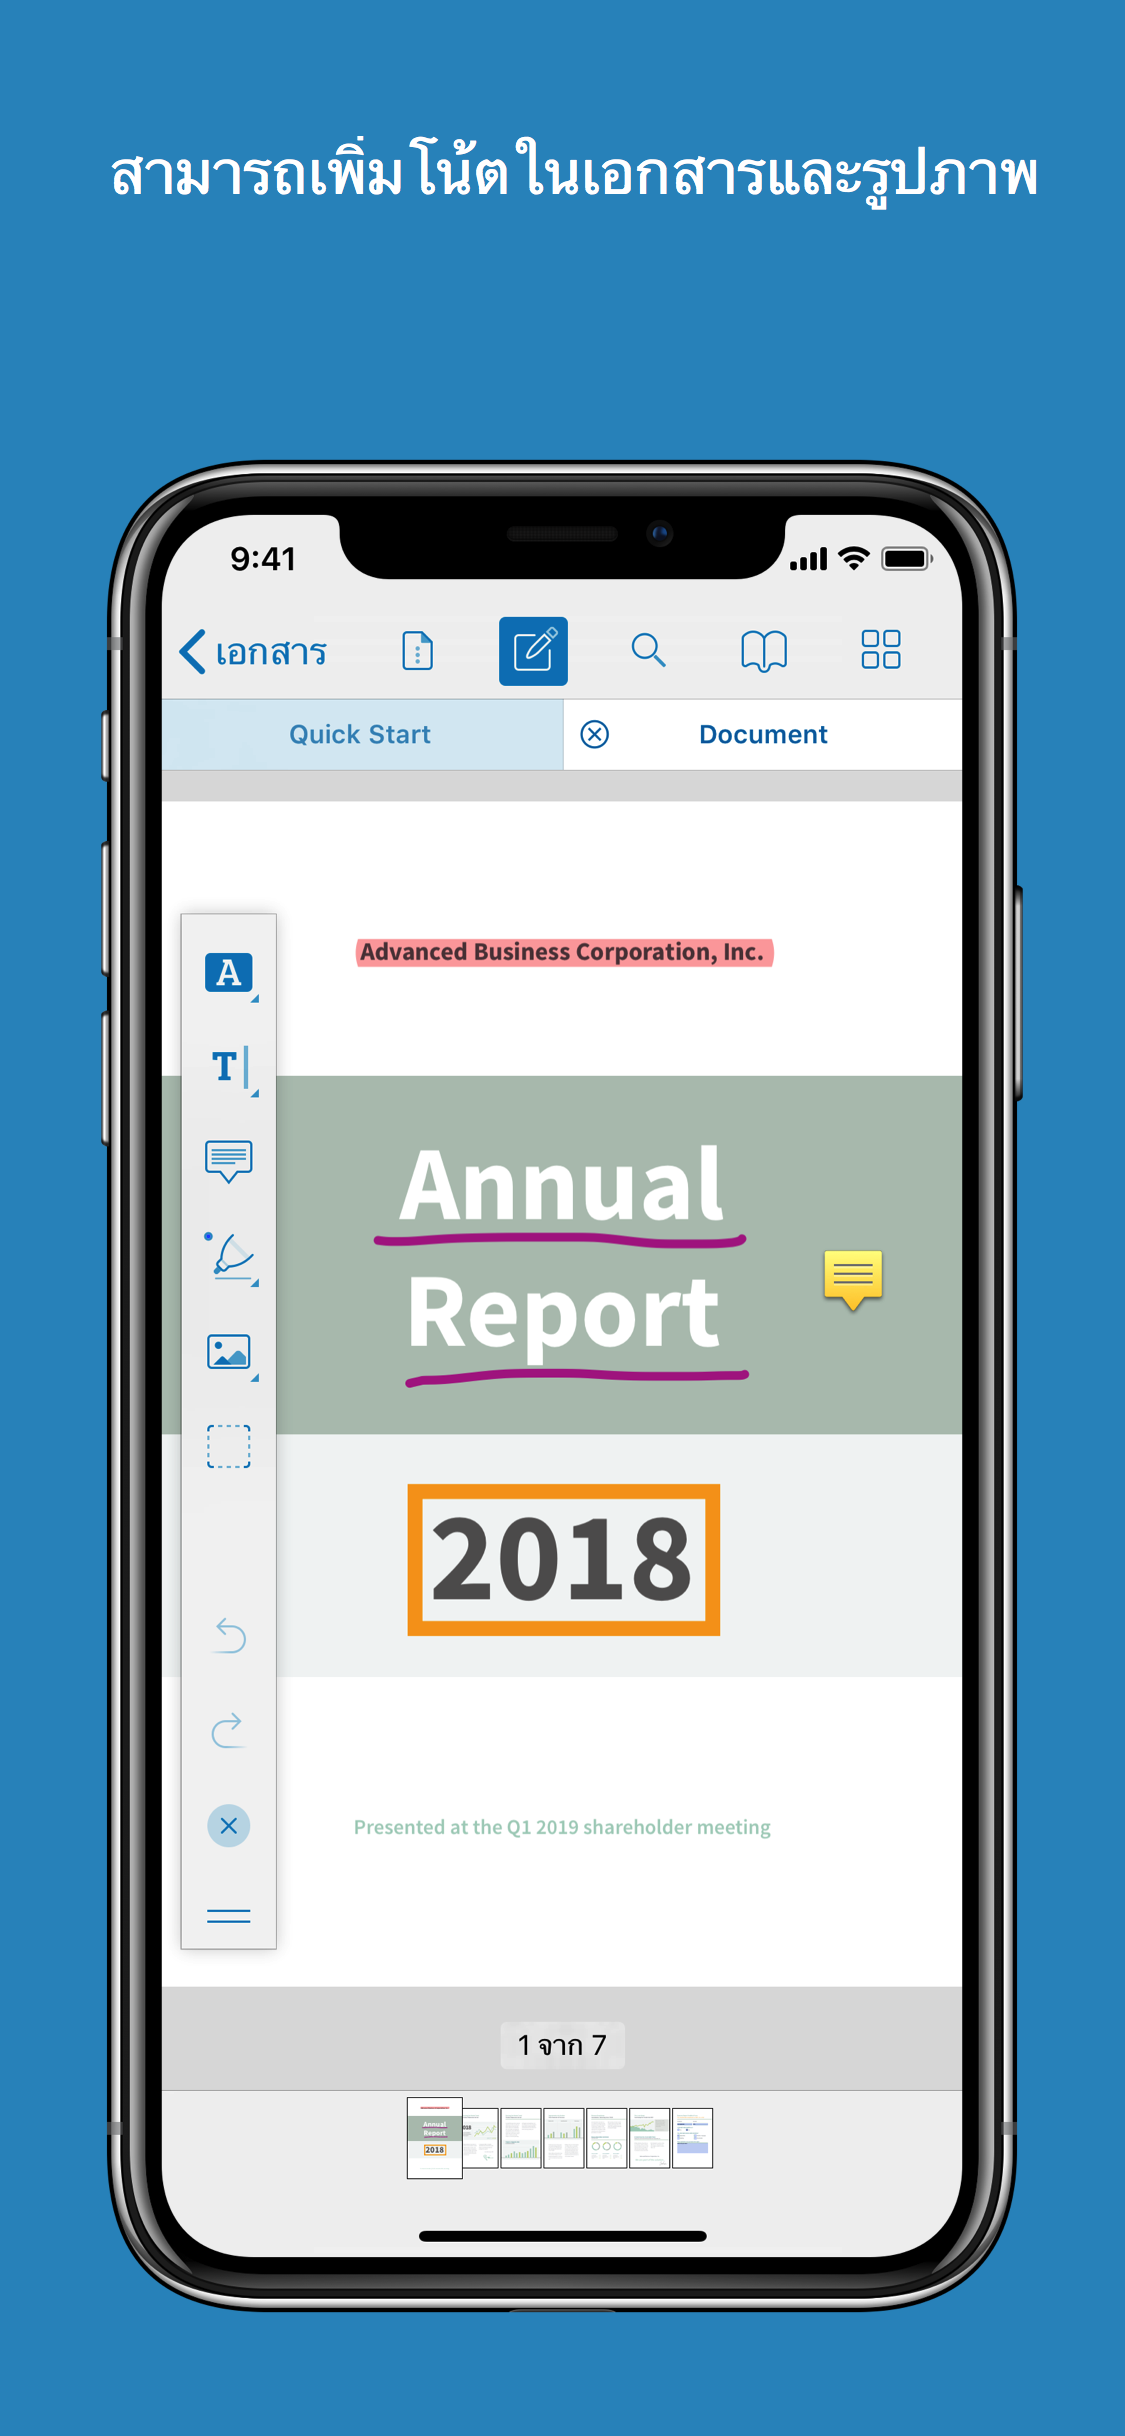 สามารถเพิ่มโน้ตในเอกสารและรูปภาพ
9:41
เอกสาร
Quick Start
Document
Advanced Business Corporation, Inc.
A
T
Annual
Report
2018
Presented at the Q1 2019 shareholder meeting
1 จาก 7
Annual
Report
2018